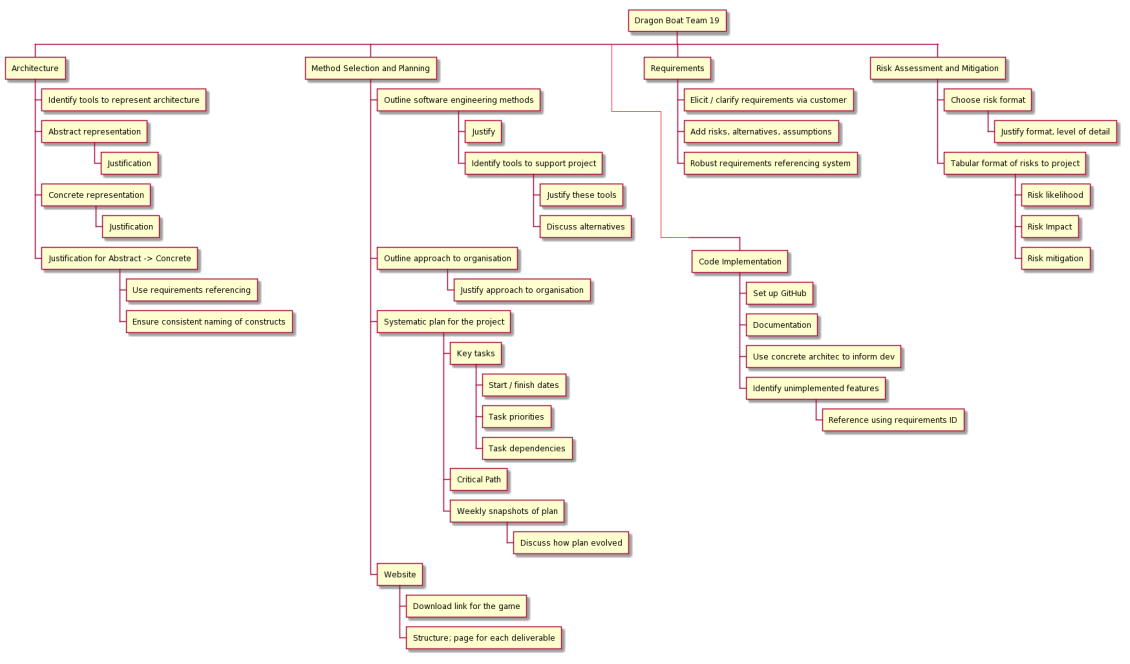 Dragon Boat Team 19
Architecture
Identify tools to represent architecture
Abstract representation
Justification
Concrete representation
Justification
Justification for Abstract -> Concrete
Use requirements referencing
Ensure consistent naming of constructs
Method Selection and Planning
Outline software engineering methods
Justify
Identify tools to support project
Justify these tools
Discuss alternatives
Outline approach to organisation
Justify approach to organisation
Systematic plan for the project
Key tasks
Start / finish dates
Task priorities
Task dependencies
Critical Path
Weekly snapshots of plan
Discuss how plan evolved
Website
Download link for the game
Structure; page for each deliverable
Requirements
Elicit / clarify requirements via customer
Add risks, alternatives, assumptions
Robust requirements referencing system
Code Implementation
Set up GitHub
Documentation
Use concrete architec to inform dev
Identify unimplemented features
Reference using requirements ID
Risk Assessment and Mitigation
Choose risk format
Justify format, level of detail
Tabular format of risks to project
Risk likelihood
Risk Impact
Risk mitigation